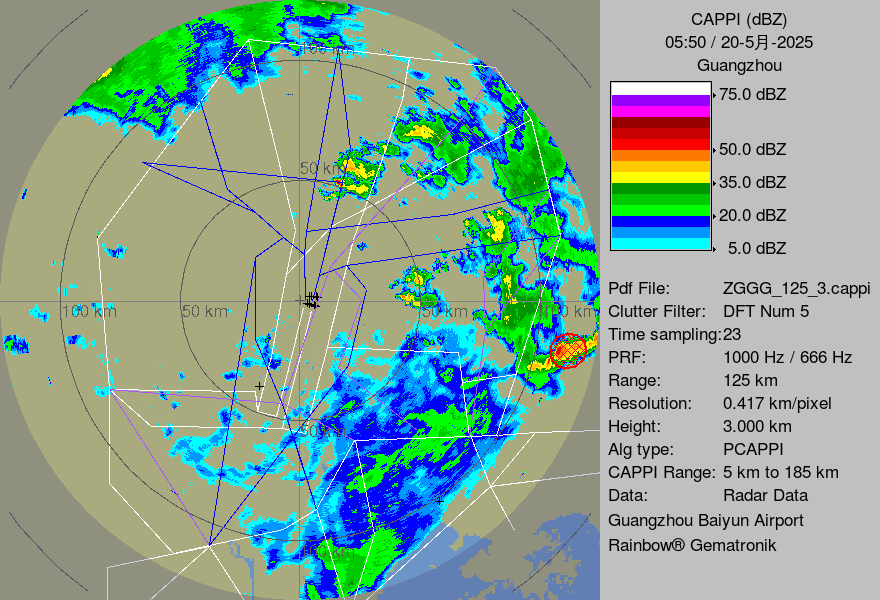 CAPPI (dBZ)
05:50 / 20-5月-2025
Guangzhou
75.0 dBZ
50.0 dBZ
35.0 dBZ
20.0 dBZ
5.0 dBZ
Pdf File: ZGGG_125_3.cappi
Clutter Filter: DFT Num 5
Time sampling:23
PRF: 1000 Hz / 666 Hz
Range: 125 km
Resolution: 0.417 km/pixel
Height: 3.000 km
Alg type: PCAPPI
CAPPI Range: 5 km to 185 km
Data: Radar Data
Guangzhou Baiyun Airport
Rainbow® Gematronik
100 km
50 km
100 km
50 km
50 km
100 km
50 km
100 km